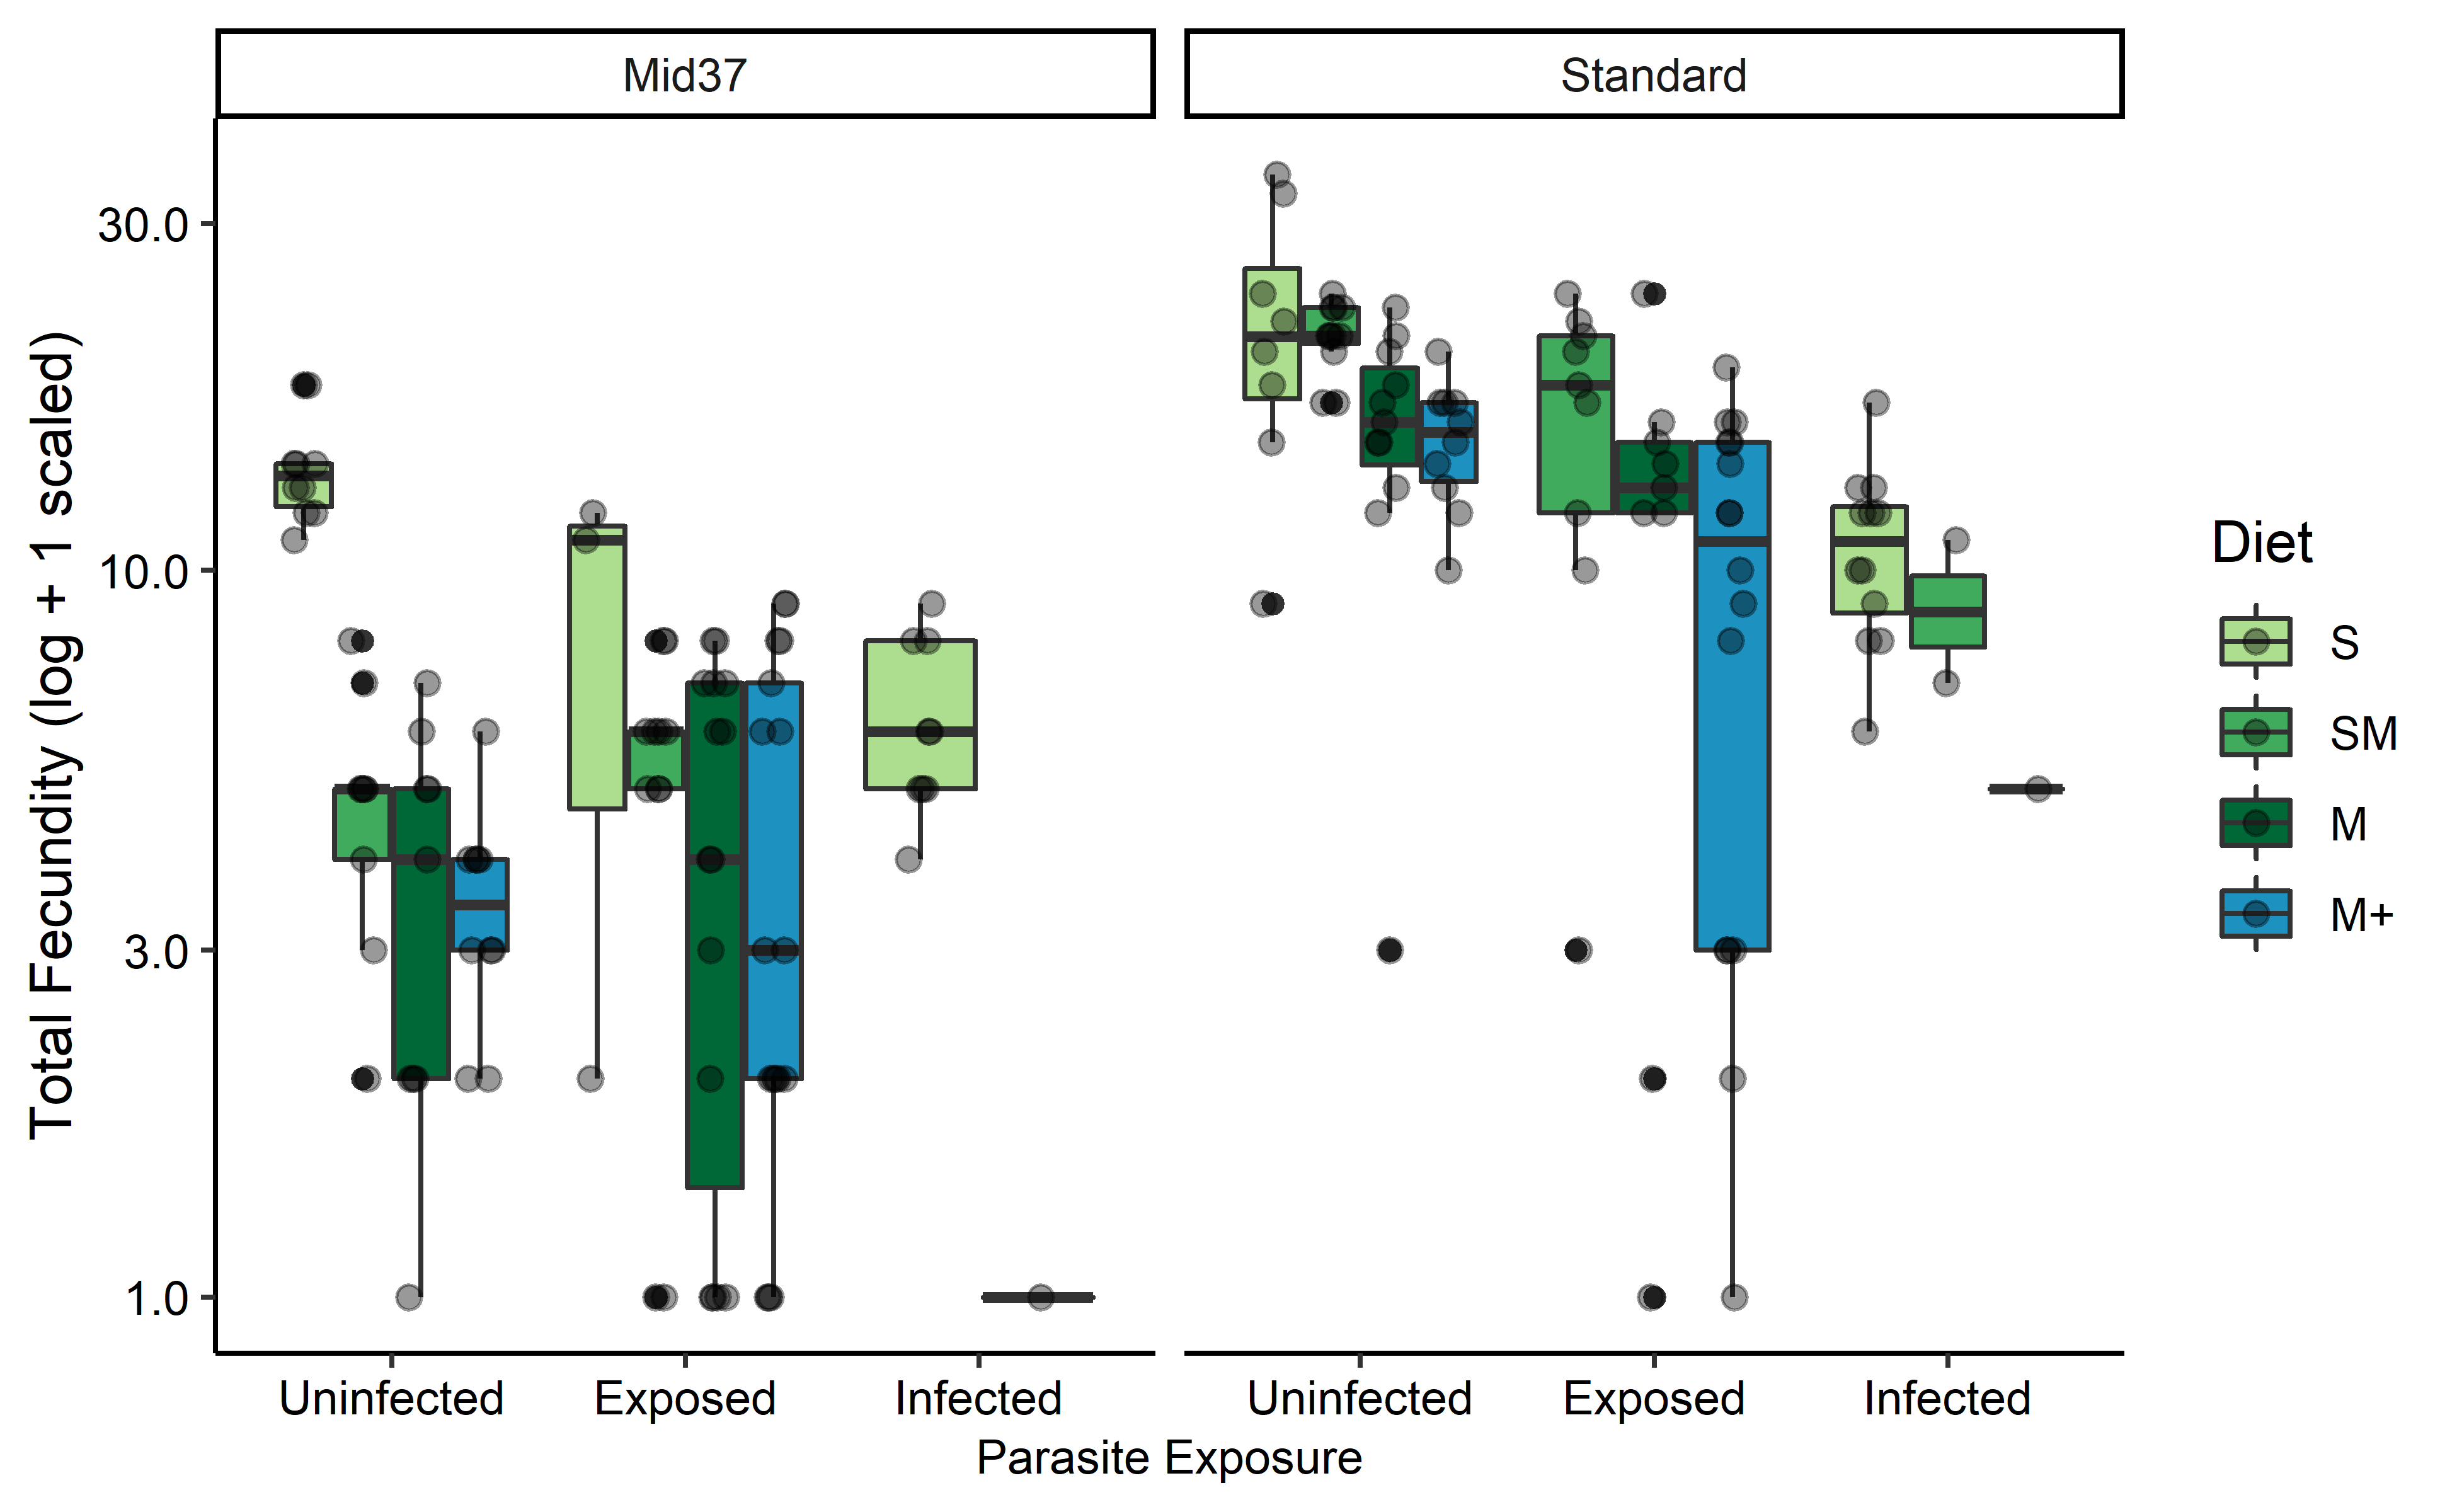 Mid37
Standard
Total Fecundity (log + 1 scaled)
30.0
10.0
3.0
1.0
Uninfected
Exposed
Infected
Uninfected
Exposed
Infected
Parasite Exposure
Diet
S
SM
M
M+